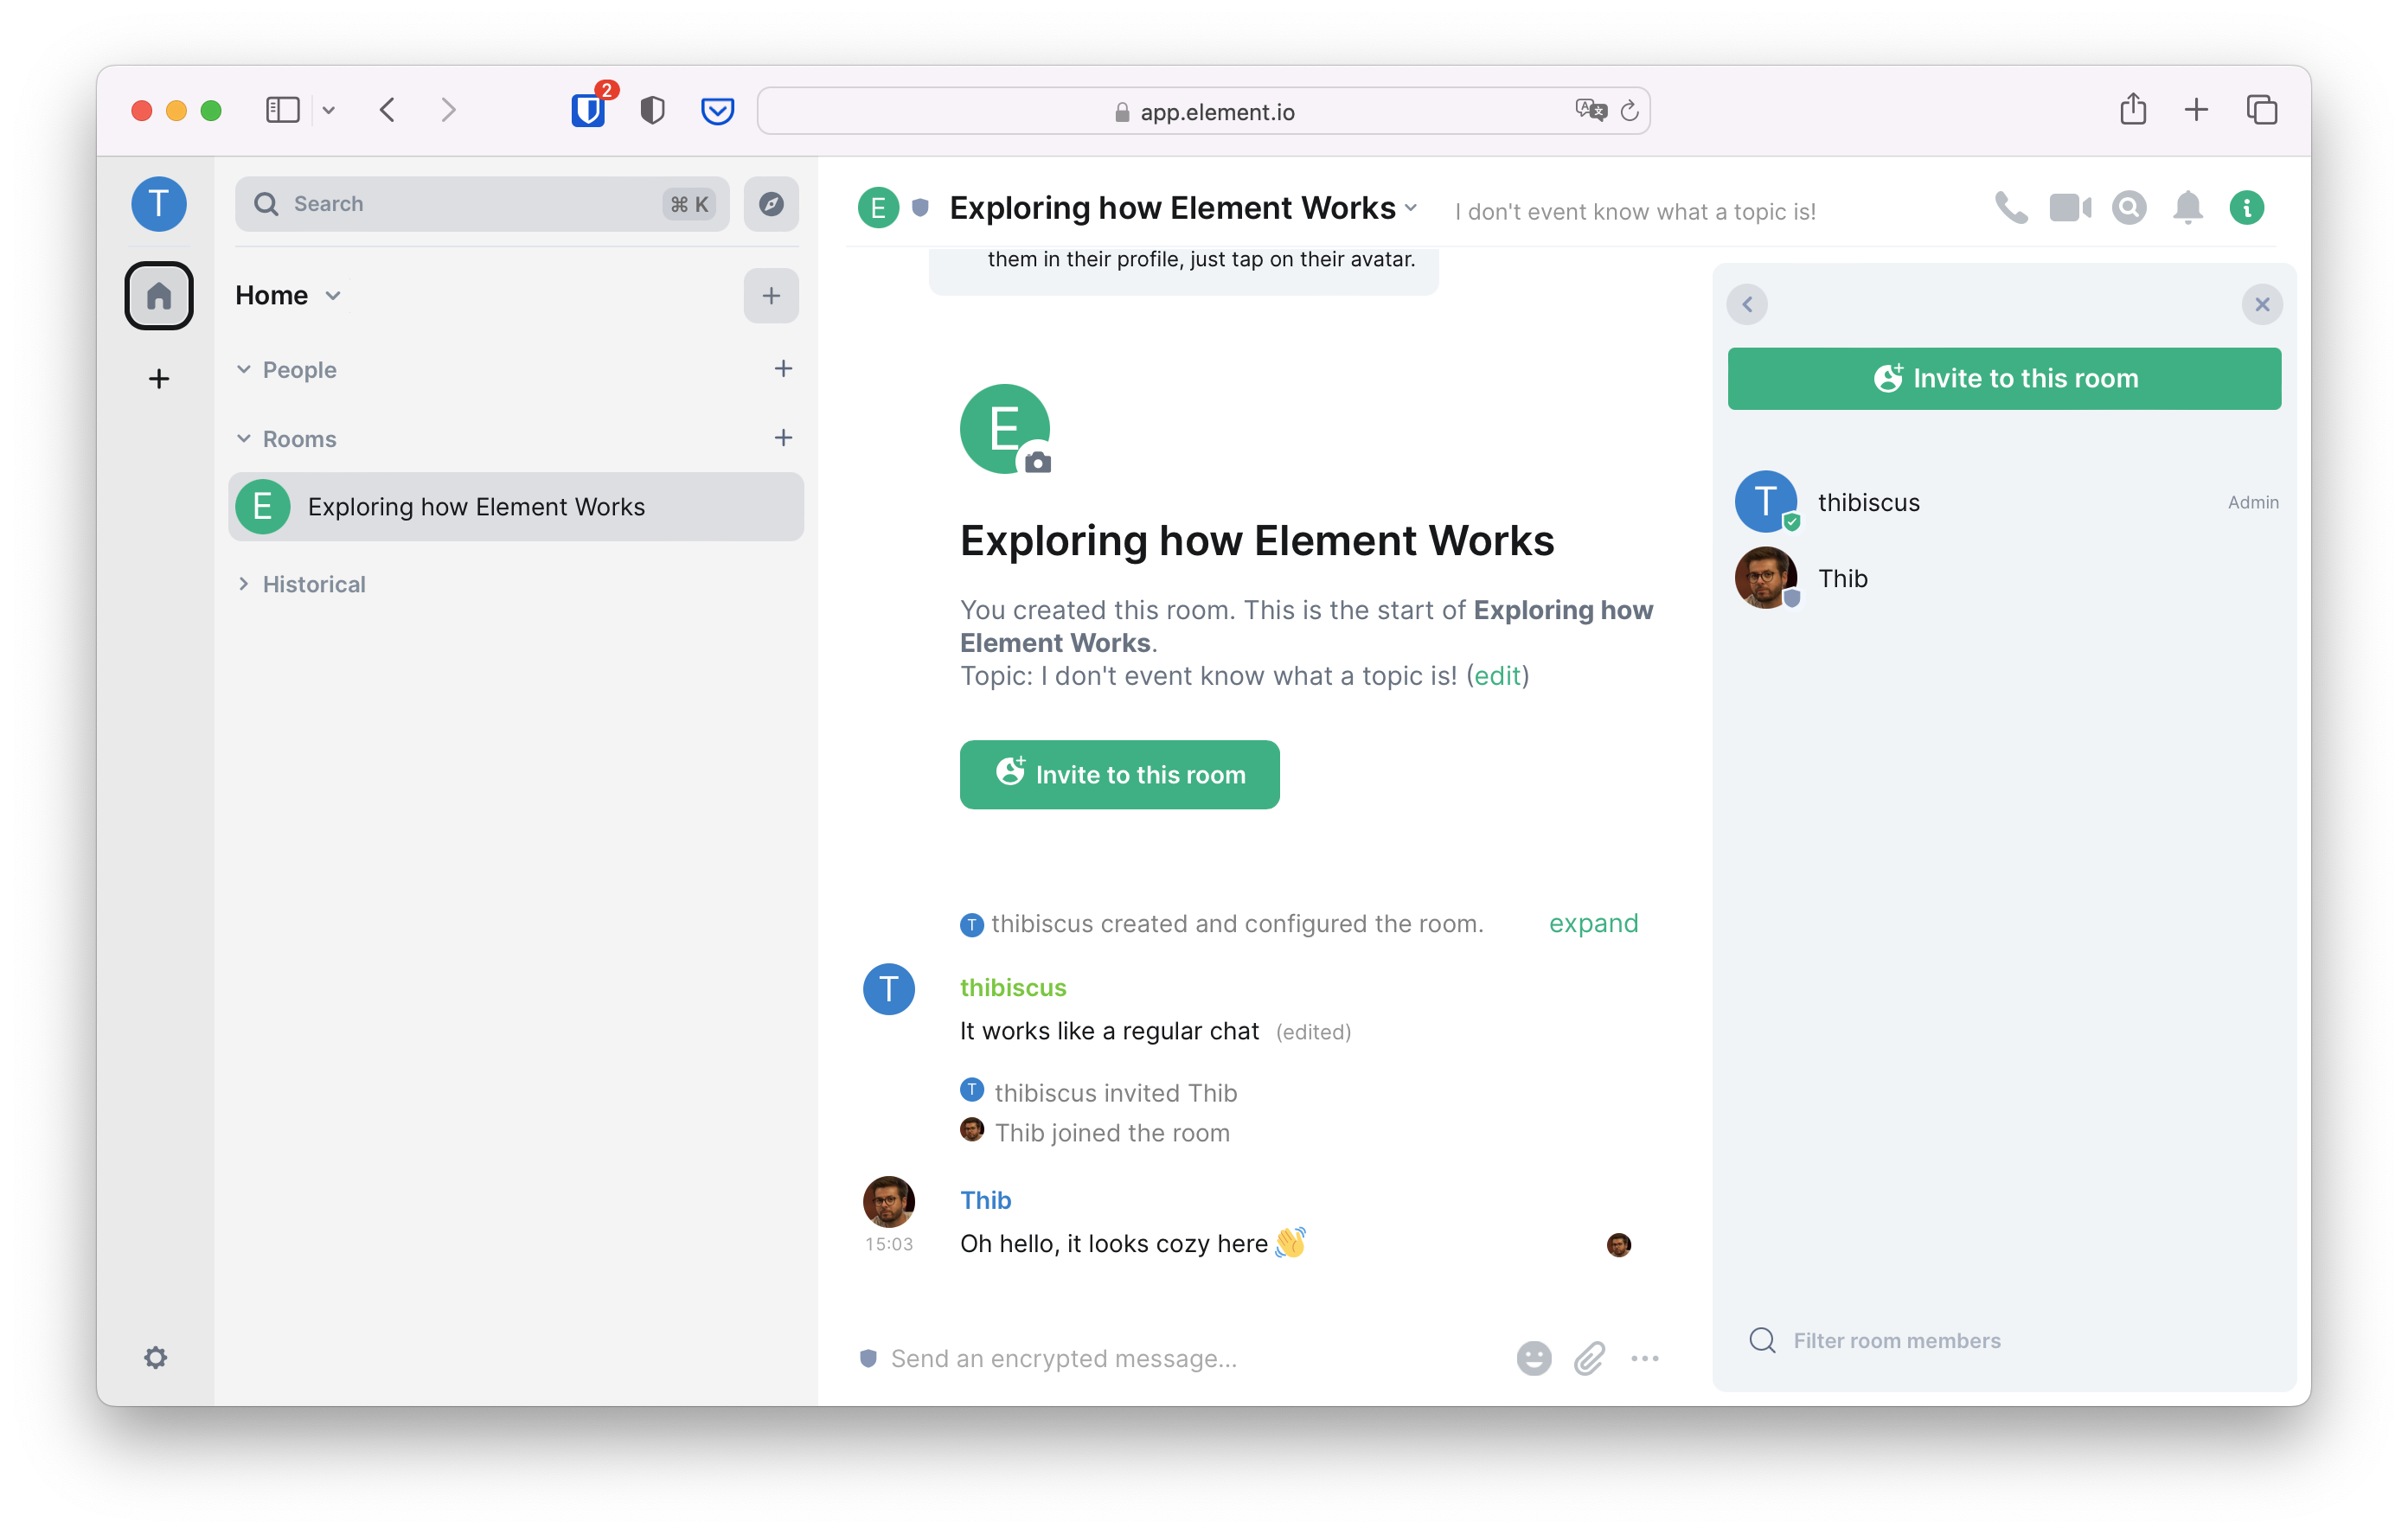 2
app.element.io
T
Search
⌘ K
Home
People
Rooms
E
Exploring how Element Works
Historical
E
Exploring how Element Works
I don't event know what a topic is!
them in their profile, just tap on their avatar.
E
Exploring how Element Works
You created this room. This is the start of Exploring how
Element Works.
Topic: I don't event know what a topic is! (edit)
Invite to this room
T
thibiscus created and configured the room.
expand
T
thibiscus
It works like a regular chat (edited)
T
thibiscus invited Thib
Thib joined the room
Thib
15:03
Oh hello, it looks cozy here 👋
Send an encrypted message...
Invite to this room
T
thibiscus
Admin
Thib
Filter room members